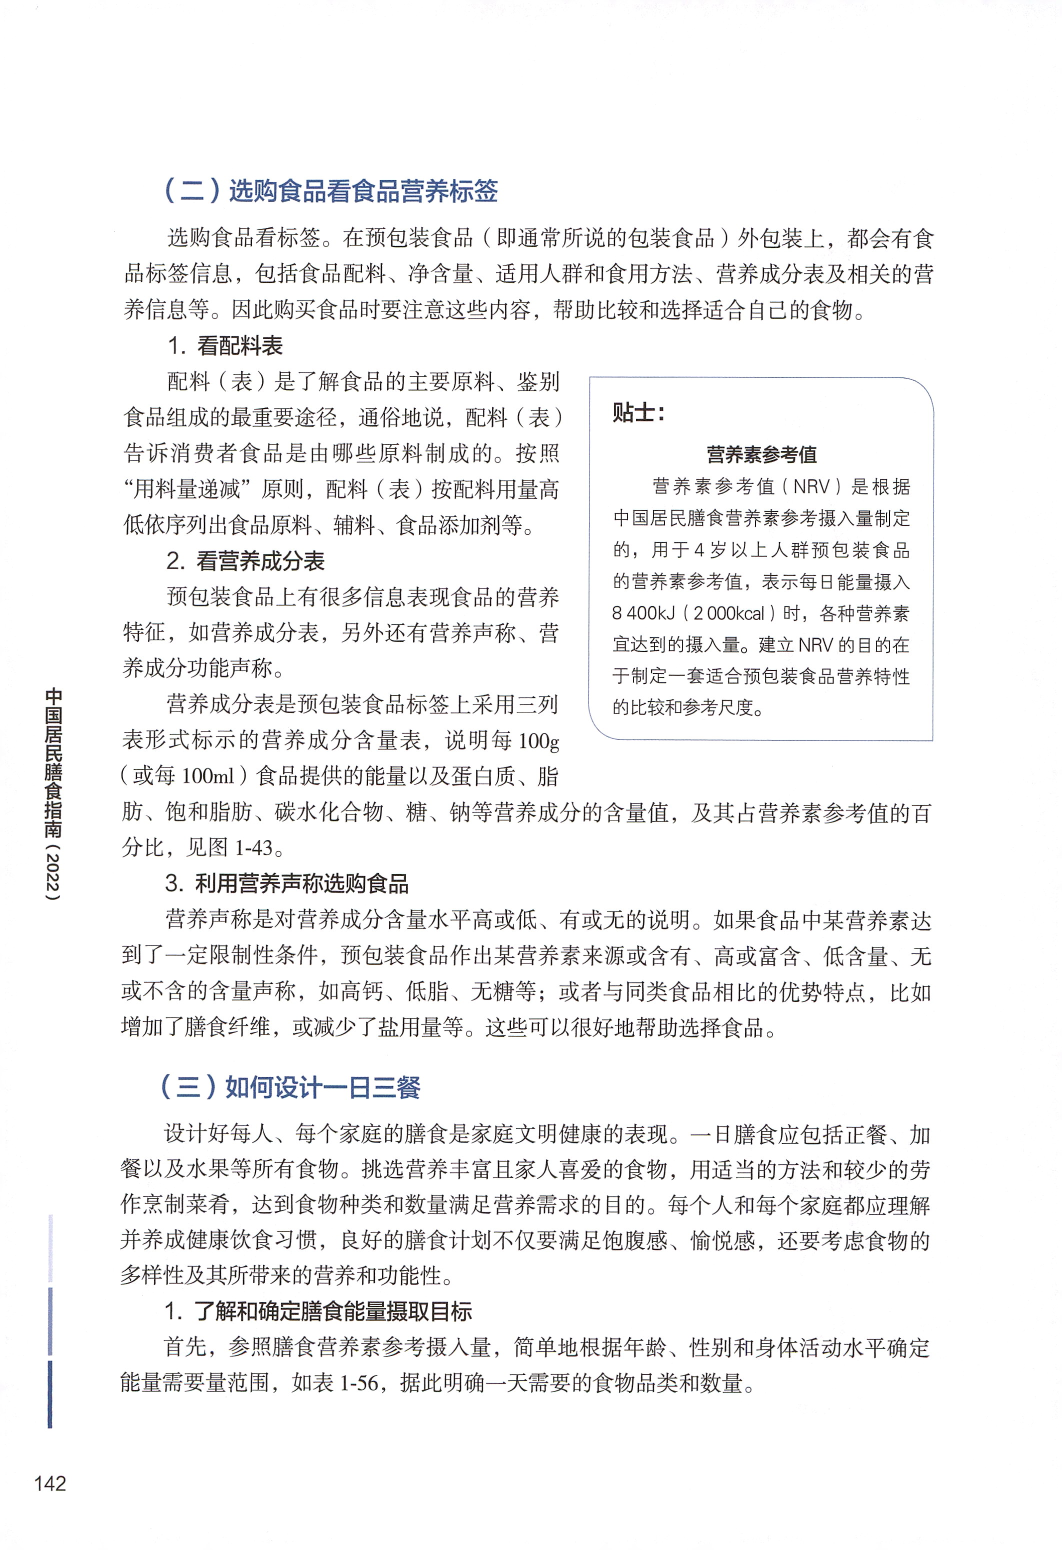 （二）选购食品看食品营养标签
选购食品看标签。在预包装食品（即通常所说的包装食品）外包装上，都会有食
品标签信息，包括食品配料、净含量、适用人群和食用方法、营养成分表及相关的营
养信息等。因此购买食品时要注意这些内容，帮助比较和选择适合自己的食物。
1. 看配料表
配料（表）是了解食品的主要原料、鉴别
食品组成的最重要途径，通俗地说，配料（表）
告诉消费者食品是由哪些原料制成的。按照
“用料量递减”原则，配料（表）按配料用量高
低依序列出食品原料、辅料、食品添加剂等。
2. 看营养成分表
预包装食品上有很多信息表现食品的营养
特征，如营养成分表，另外还有营养声称、营
养成分功能声称。
营养成分表是预包装食品标签上采用三列
表形式标示的营养成分含量表，说明每 100g
（或每 100ml）食品提供的能量以及蛋白质、脂
肪、饱和脂肪、碳水化合物、糖、钠等营养成分的含量值，及其占营养素参考值的百
分比，见图 1-43。
贴士：
营养素参考值
营养素参考值（NRV）是根据
中国居民膳食营养素参考摄入量制定
的，用于 4 岁以上人群预包装食品
的营养素参考值，表示每日能量摄入
8 400kJ（2 000kcal）时，各种营养素
宜达到的摄入量。建立 NRV 的目的在
于制定一套适合预包装食品营养特性
的比较和参考尺度。
3. 利用营养声称选购食品
营养声称是对营养成分含量水平高或低、有或无的说明。如果食品中某营养素达
到了一定限制性条件，预包装食品作出某营养素来源或含有、高或富含、低含量、无
或不含的含量声称，如高钙、低脂、无糖等；或者与同类食品相比的优势特点，比如
增加了膳食纤维，或减少了盐用量等。这些可以很好地帮助选择食品。
（三）如何设计一日三餐
设计好每人、每个家庭的膳食是家庭文明健康的表现。一日膳食应包括正餐、加
餐以及水果等所有食物。挑选营养丰富且家人喜爱的食物，用适当的方法和较少的劳
作烹制菜肴，达到食物种类和数量满足营养需求的目的。每个人和每个家庭都应理解
并养成健康饮食习惯，良好的膳食计划不仅要满足饱腹感、愉悦感，还要考虑食物的
多样性及其所带来的营养和功能性。
1. 了解和确定膳食能量摄取目标
首先，参照膳食营养素参考摄入量，简单地根据年龄、性别和身体活动水平确定
能量需要量范围，如表 1-56，据此明确一天需要的食物品类和数量。
中国居民膳食指南（2022）
142